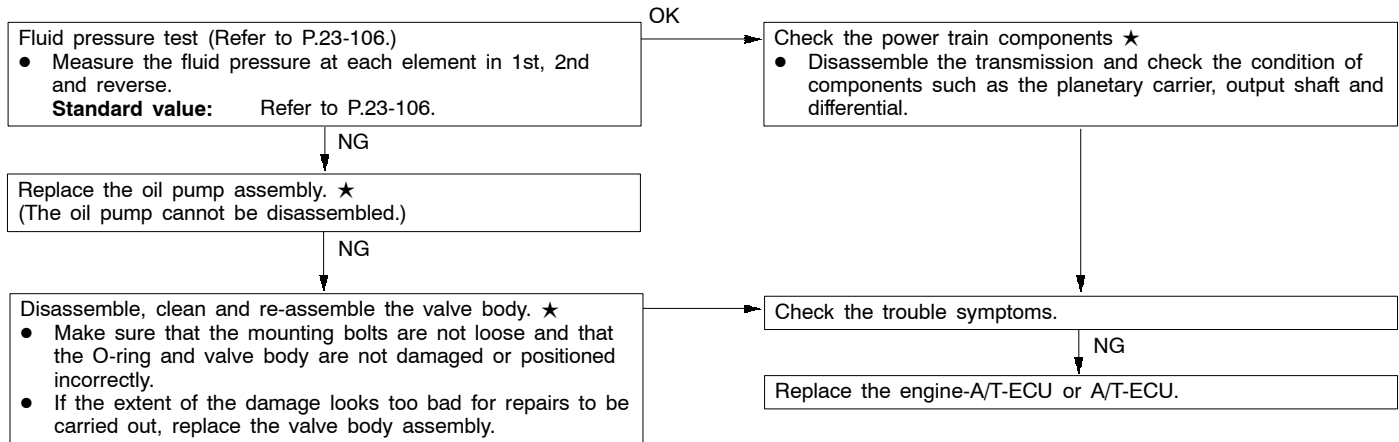 OK
Fluid pressure test (Refer to P.23-106.)
● Measure the fluid pressure at each element in 1st, 2nd
and reverse.
Standard value: Refer to P.23-106.
Check the power train components ★
● Disassemble the transmission and check the condition of
components such as the planetary carrier, output shaft and
differential.
NG
Replace the oil pump assembly. ★
(The oil pump cannot be disassembled.)
NG
Disassemble, clean and re-assemble the valve body. ★
● Make sure that the mounting bolts are not loose and that
the O-ring and valve body are not damaged or positioned
incorrectly.
● If the extent of the damage looks too bad for repairs to be
carried out, replace the valve body assembly.
Check the trouble symptoms.
NG
Replace the engine-A/T-ECU or A/T-ECU.